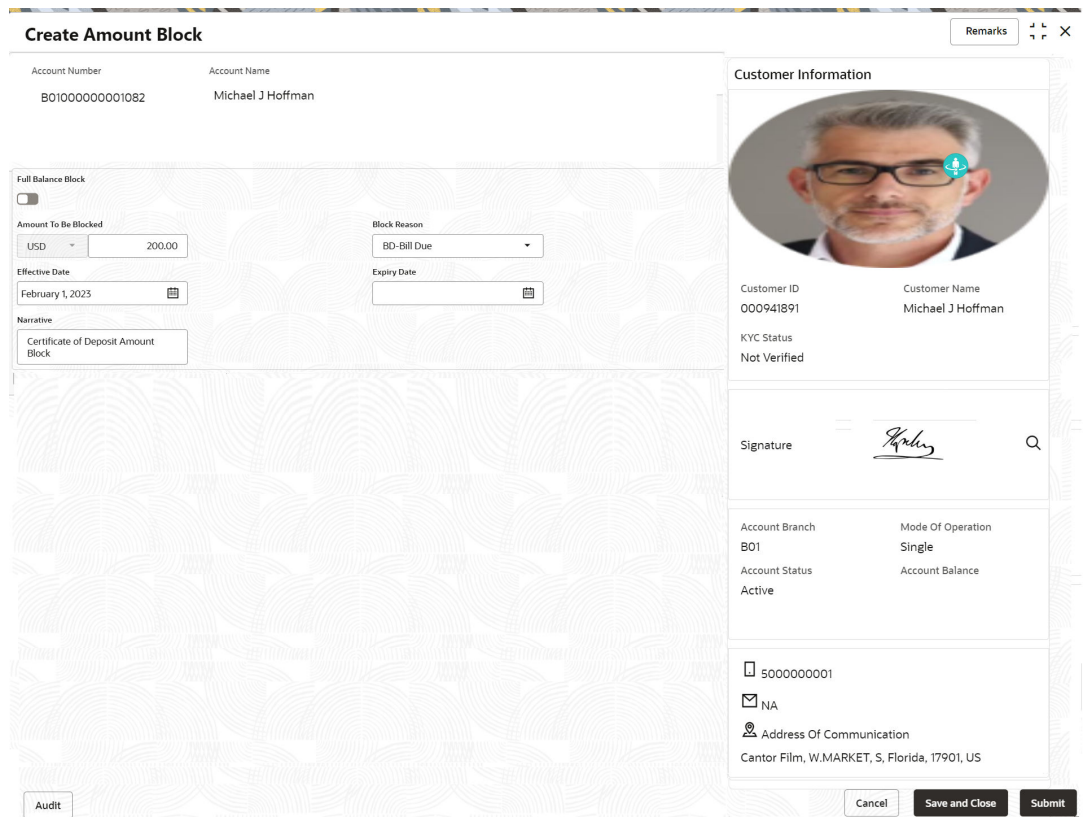 Create Amount Block
Remarks
Account Number Account Name
B01000000001082 Michael J Hoffman
Full Balance Block
Amount To Be Blocked Block Reason
USD 200.00 BD-Bill Due
Effective Date Expiry Date
February 1, 2023
Narrative
Certificate of Deposit Amount
Block
Customer Information
Customer ID Customer Name
000941891 Michael J Hoffman
KYC Status
Not Verified
Signature
Account Branch Mode Of Operation
B01 Single
Account Status Account Balance
Active
5000000001
NA
Address Of Communication
Cantor Film, W.MARKET, S, Florida, 17901, US
Audit
Cancel Save and Close Submit